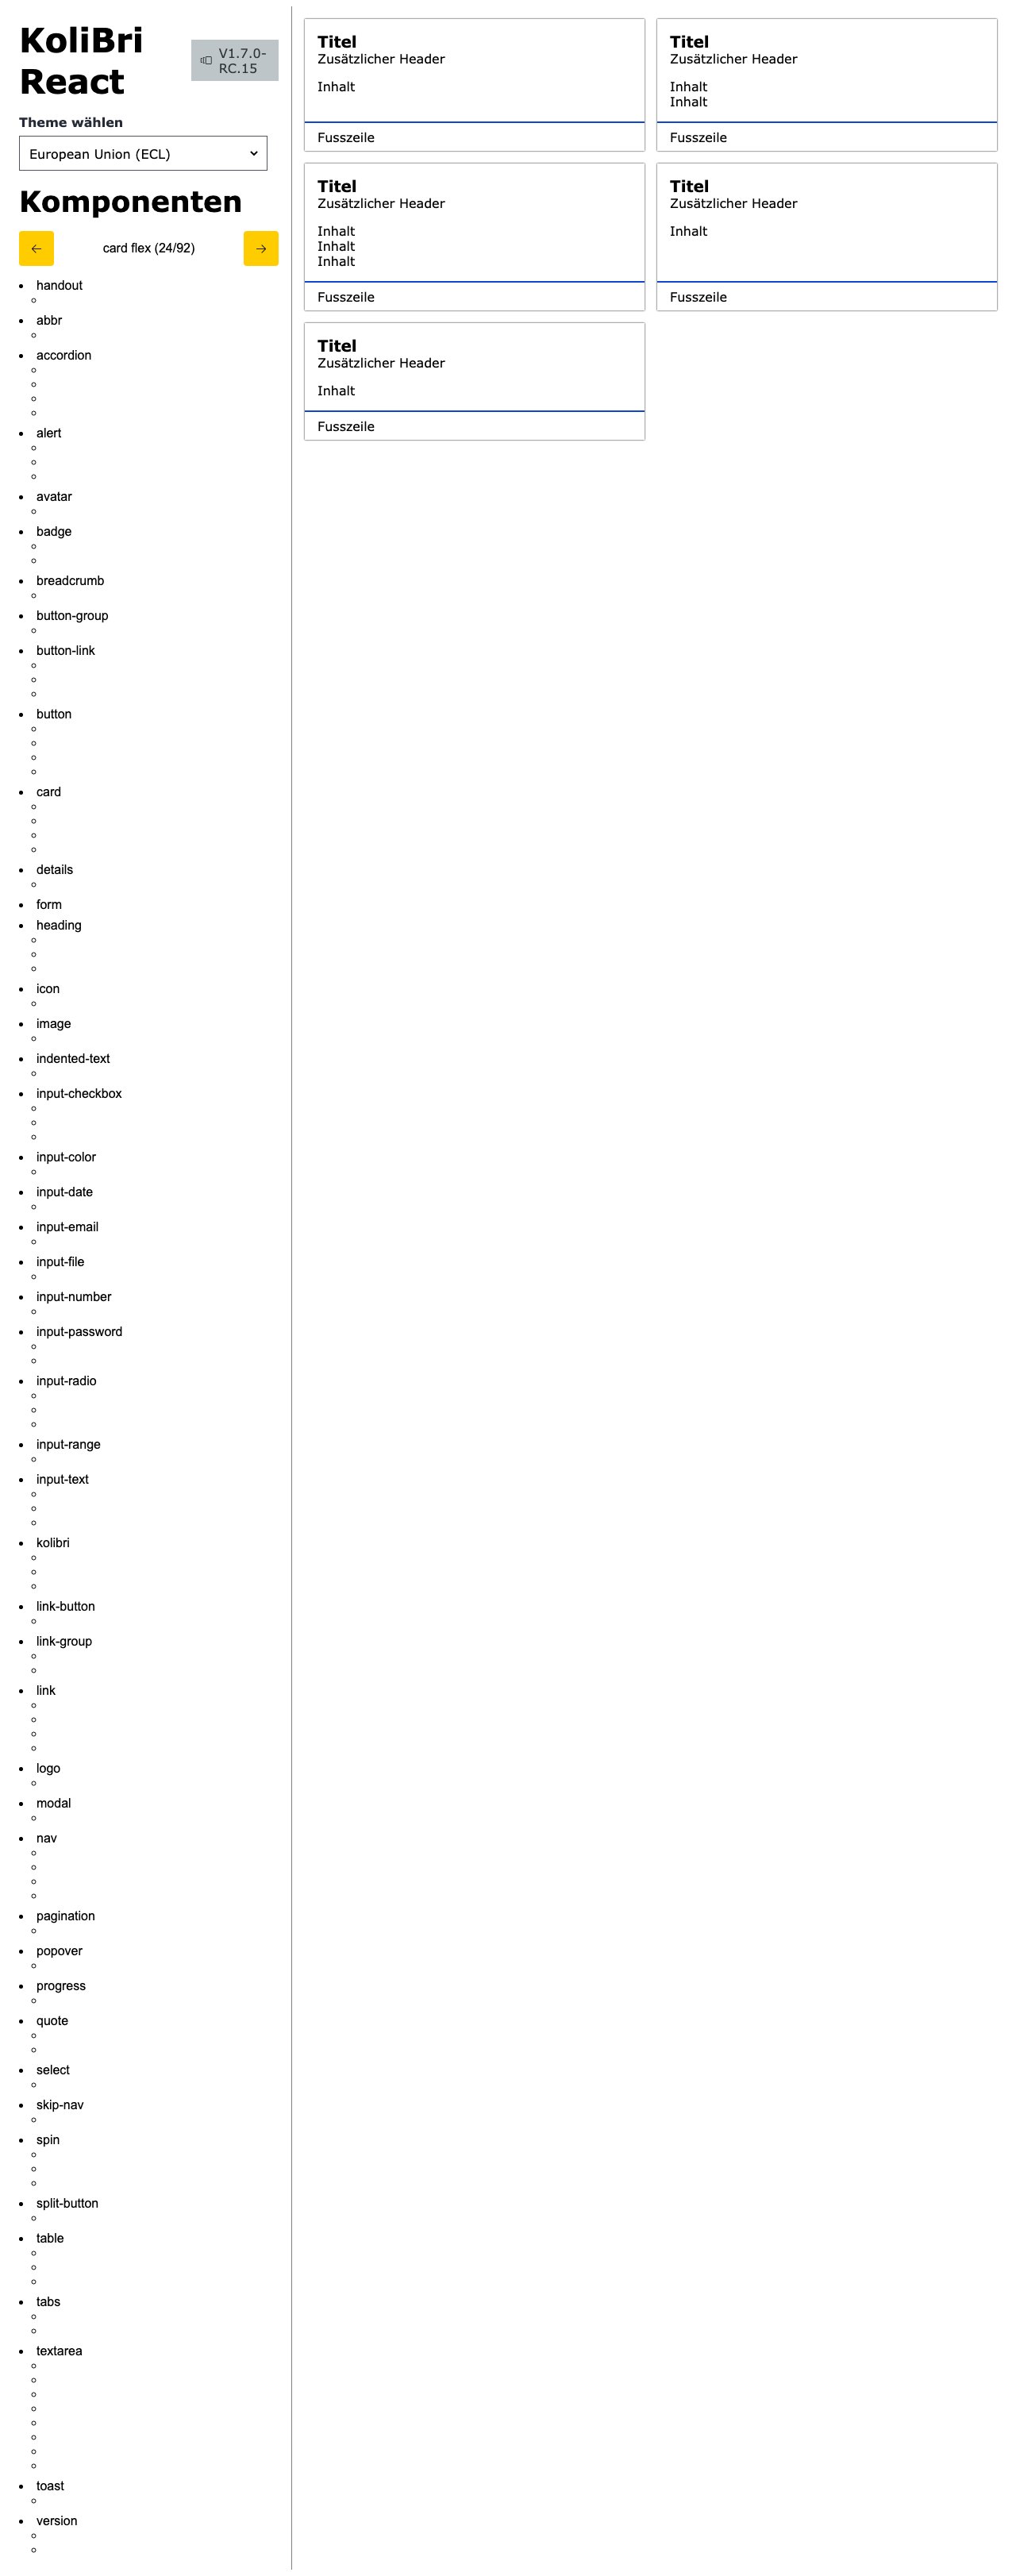 KoliBri
React
V1.7.0-
RC.15
Theme wählen
European Union (ECL)
Komponenten
card flex (24/92)
handout
abbr
accordion
alert
avatar
badge
breadcrumb
button-group
button-link
button
card
details
form
heading
icon
image
indented-text
input-checkbox
input-color
input-date
input-email
input-file
input-number
input-password
input-radio
input-range
input-text
kolibri
link-button
link-group
link
logo
modal
nav
pagination
popover
progress
quote
select
skip-nav
spin
split-button
table
tabs
textarea
toast
version
Titel
Zusätzlicher Header
Inhalt
Fusszeile
Titel
Zusätzlicher Header
Inhalt
Inhalt
Fusszeile
Titel
Zusätzlicher Header
Inhalt
Inhalt
Inhalt
Fusszeile
Titel
Zusätzlicher Header
Inhalt
Fusszeile
Titel
Zusätzlicher Header
Inhalt
Fusszeile